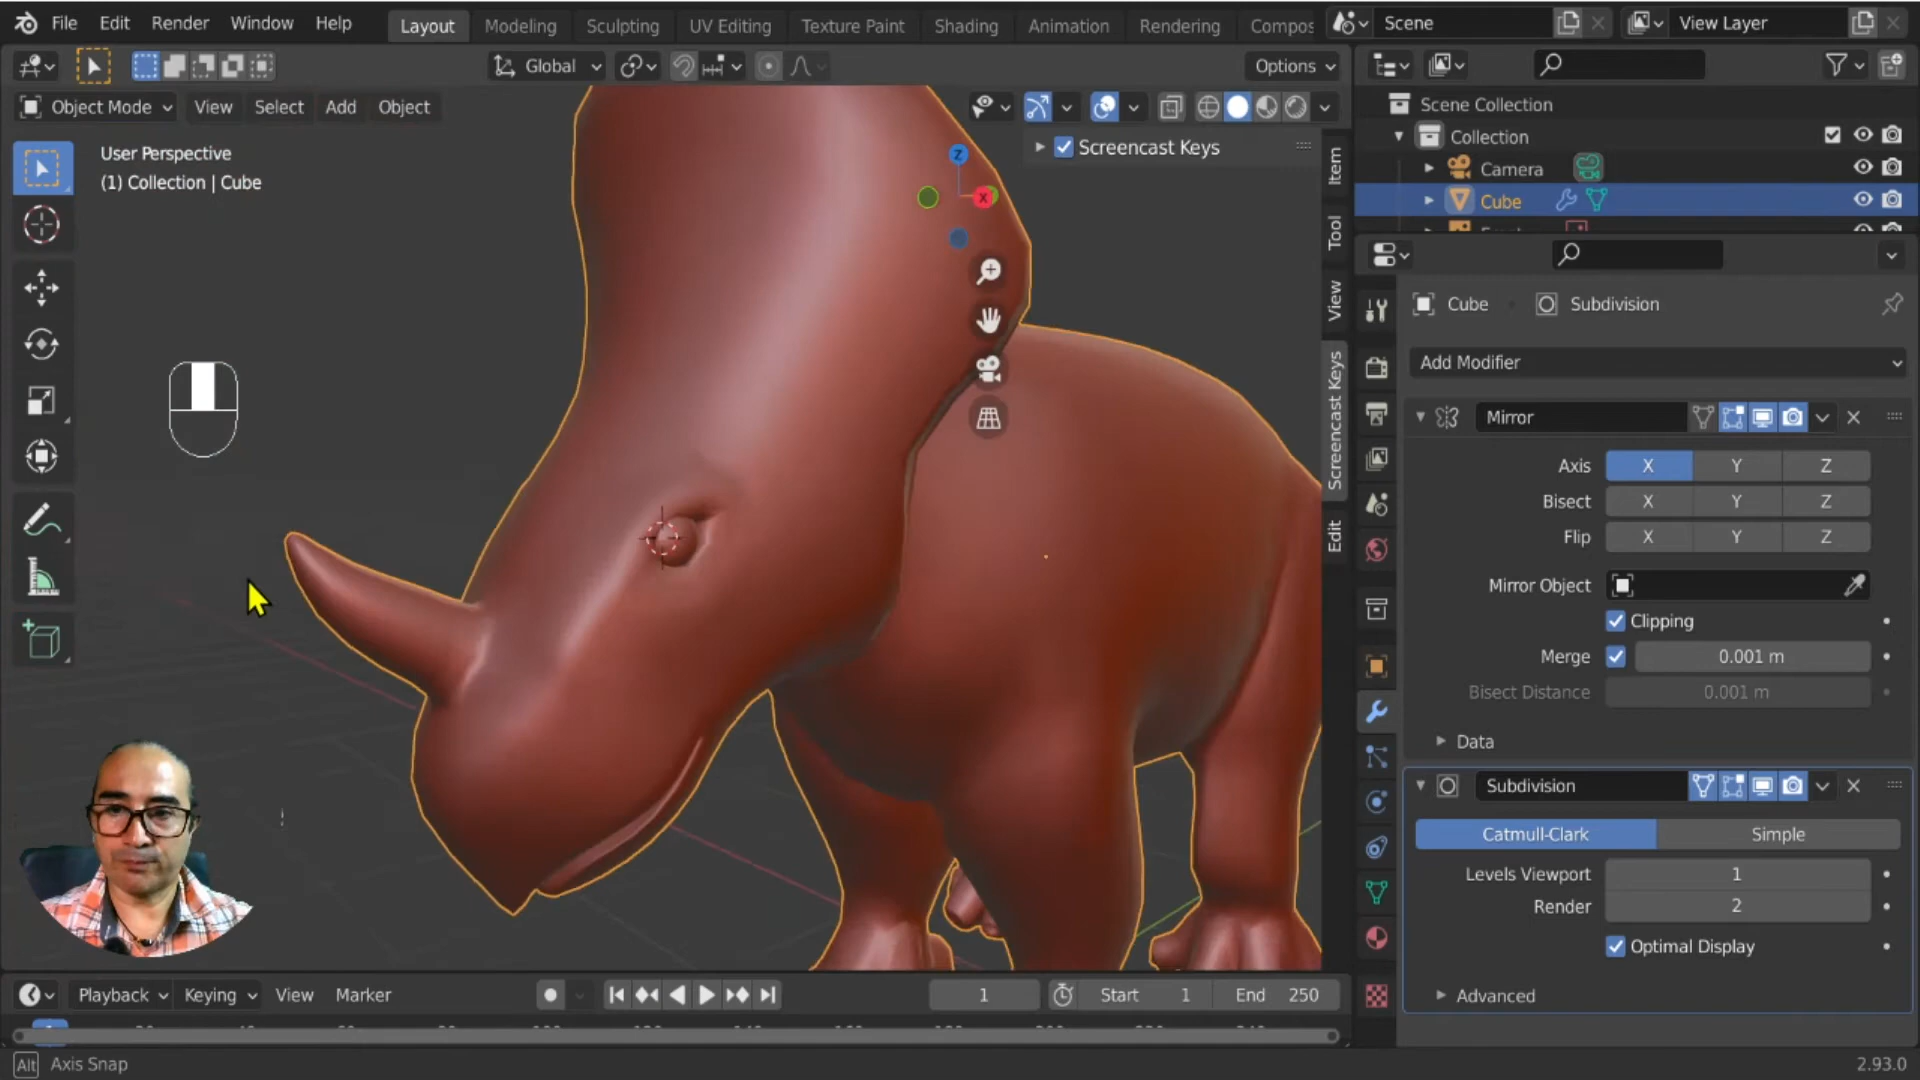 File Edit Render Window Help Layout Modeling Sculpting UV Editing Texture Paint Shading Animation Rendering Compos Scene View Layer
Global Options
Object Mode View Select Add Object
User Perspective
(1) Collection | Cube
Screencast Keys
Z
X
Item
Tool
View
Screencast Keys
Edit
Scene Collection
Collection
Camera
Cube
Cube Subdivision
Add Modifier
Mirror
Axis X Y Z
Bisect X Y Z
Flip X Y Z
Mirror Object
Clipping
Merge 0.001 m
Bisect Distance 0.001 m
Data
Subdivision
Catmull-Clark Simple
Levels Viewport 1
Render 2
Optimal Display
Advanced
Playback Keying View Marker 1 Start 1 End 250
Alt Axis Snap 2.93.0